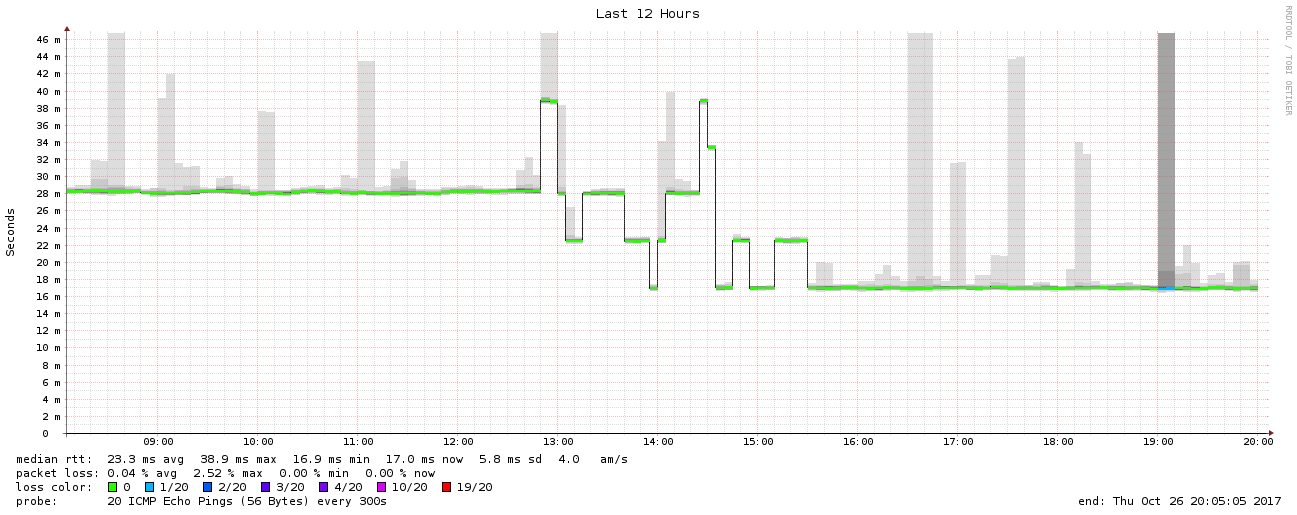 Last 12 Hours
RRDTOOL / TOBI OETIKER
Seconds
46 m
44 m
42 m
40 m
38 m
36 m
34 m
32 m
30 m
28 m
26 m
24 m
22 m
20 m
18 m
16 m
14 m
12 m
10 m
8 m
6 m
4 m
2 m
0
09:00 10:00 11:00 12:00 13:00 14:00 15:00 16:00 17:00 18:00 19:00 20:00
median rtt: 23.3 ms avg 38.9 ms max 16.9 ms min 17.0 ms now 5.8 ms sd 4.0 am/s
packet loss: 0.04 % avg 2.52 % max 0.00 % min 0.00 % now
loss color: 0 1/20 2/20 3/20 4/20 10/20 19/20
probe: 20 ICMP Echo Pings (56 Bytes) every 300s end: Thu Oct 26 20:05:05 2017